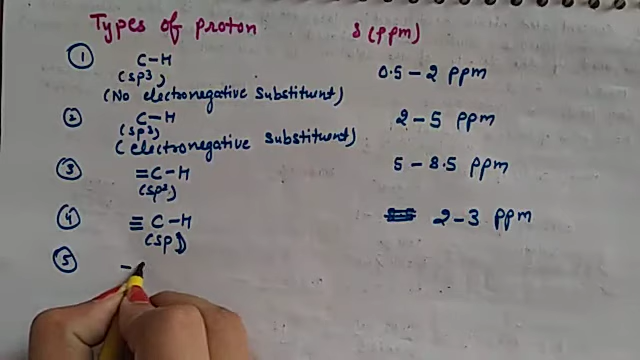 Types of proton δ (ppm)
① C-H 0.5 - 2 ppm
(sp3)
(No electronegative substituent)
② C-H 2 - 5 ppm
(sp3)
(electronegative substituent)
③ =C-H 5 - 8.5 ppm
(sp2)
④ ≡C-H 2-3 ppm
(sp)
⑤ -